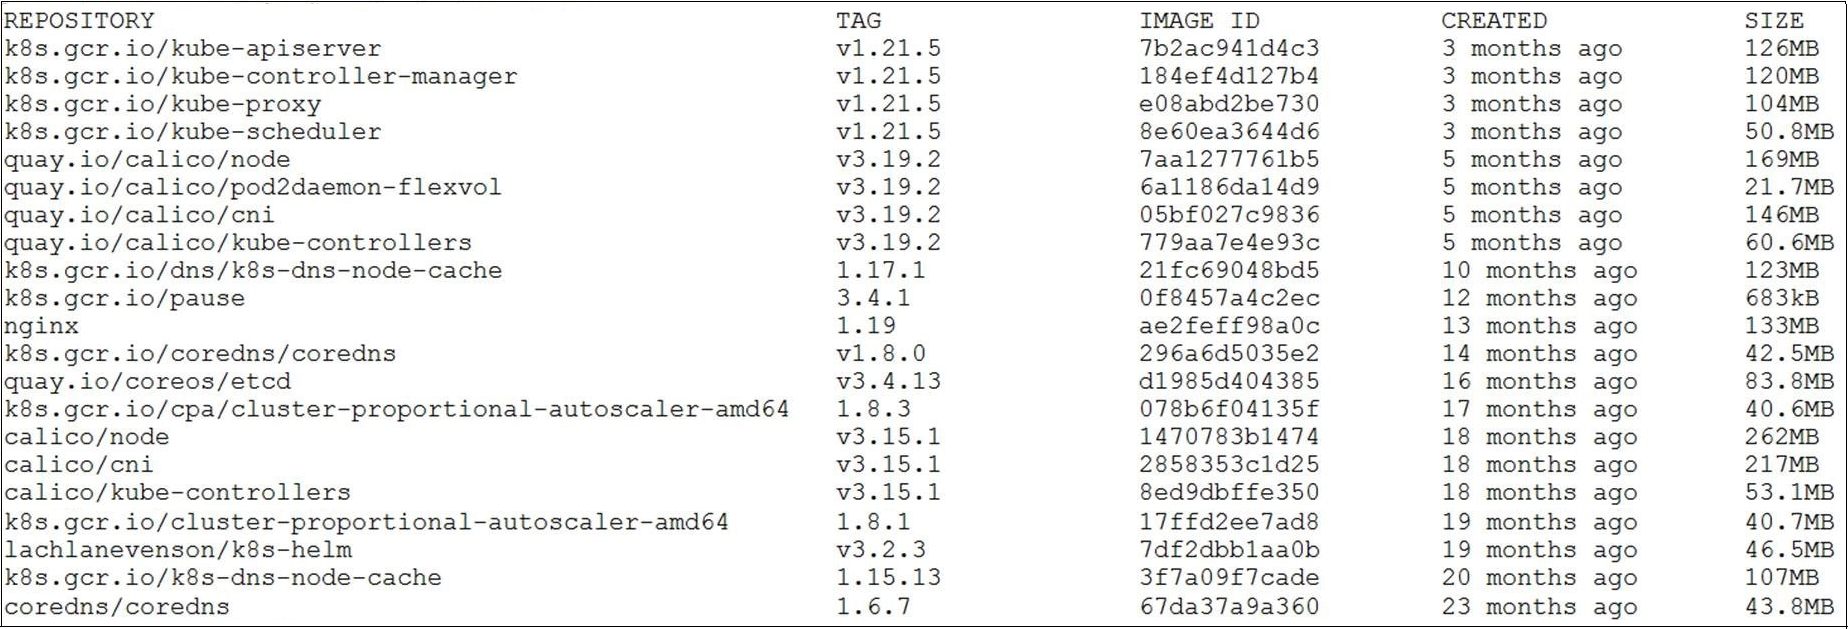 REPOSITORY TAG IMAGE ID CREATED SIZE
k8s.gcr.io/kube-apiserver v1.21.5 7b2ac941d4c3 3 months ago 126MB
k8s.gcr.io/kube-controller-manager v1.21.5 184ef4d127b4 3 months ago 120MB
k8s.gcr.io/kube-proxy v1.21.5 e08abd2be730 3 months ago 104MB
k8s.gcr.io/kube-scheduler v1.21.5 8e60ea3644d6 3 months ago 50.8MB
quay.io/calico/node v3.19.2 7aa1277761b5 5 months ago 169MB
quay.io/calico/pod2daemon-flexvol v3.19.2 6a1186da14d9 5 months ago 21.7MB
quay.io/calico/cni v3.19.2 05bf027c9836 5 months ago 146MB
quay.io/calico/kube-controllers v3.19.2 779aa7e4e93c 5 months ago 60.6MB
k8s.gcr.io/dns/k8s-dns-node-cache 1.17.1 21fc69048bd5 10 months ago 123MB
k8s.gcr.io/pause 3.4.1 0f8457a4c2ec 12 months ago 683kB
nginx 1.19 ae2feff98a0c 13 months ago 133MB
k8s.gcr.io/coredns/coredns v1.8.0 296a6d5035e2 14 months ago 42.5MB
quay.io/coreos/etcd v3.4.13 d1985d404385 16 months ago 83.8MB
k8s.gcr.io/cpa/cluster-proportional-autoscaler-amd64 1.8.3 078b6f04135f 17 months ago 40.6MB
calico/node v3.15.1 1470783b1474 18 months ago 262MB
calico/cni v3.15.1 2858353c1d25 18 months ago 217MB
calico/kube-controllers v3.15.1 8ed9dbffe350 18 months ago 53.1MB
k8s.gcr.io/cluster-proportional-autoscaler-amd64 1.8.1 17ffd2ee7ad8 19 months ago 40.7MB
lachlanevenson/k8s-helm v3.2.3 7df2dbb1aa0b 19 months ago 46.5MB
k8s.gcr.io/k8s-dns-node-cache 1.15.13 3f7a09f7cade 20 months ago 107MB
coredns/coredns 1.6.7 67da37a9a360 23 months ago 43.8MB